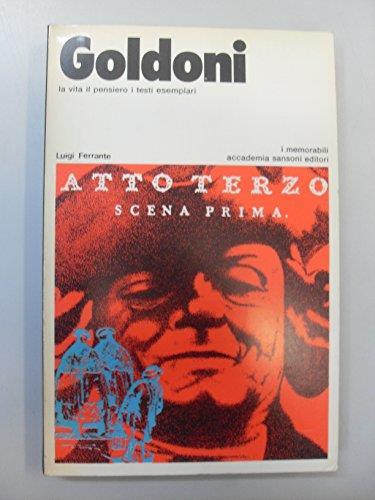 Goldoni
la vita il pensiero i testi esemplari
i memorabili
Luigi Ferrante
accademia sansoni editori
ATTO TERZO
SCENA PRIMA.